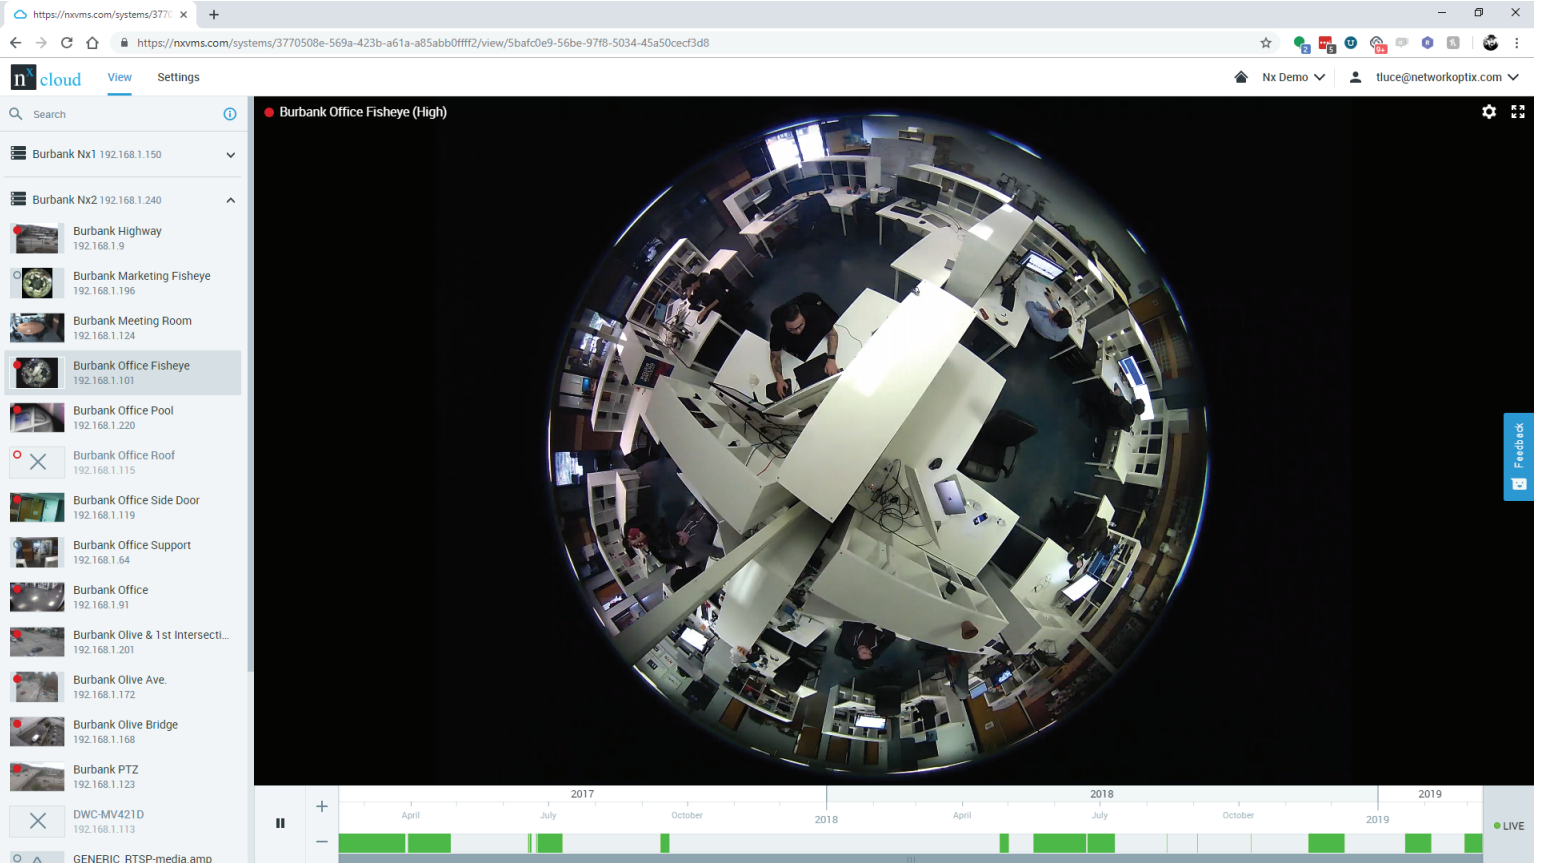 https://nxvms.com/systems/3770
https://nxvms.com/systems/3770508e-569a-423b-a61a-a85abb0ffff2/view/5bafc0e9-56be-97f8-5034-45a50cecf3d8
2
5
9+
nx cloud
View
Settings
Nx Demo
tluce@networkoptix.com
Search
Burbank Nx1 192.168.1.150
Burbank Nx2 192.168.1.240
Burbank Highway
192.168.1.9
Burbank Marketing Fisheye
192.168.1.196
Burbank Meeting Room
192.168.1.124
Burbank Office Fisheye
192.168.1.101
Burbank Office Pool
192.168.1.220
Burbank Office Roof
192.168.1.115
Burbank Office Side Door
192.168.1.119
Burbank Office Support
192.168.1.64
Burbank Office
192.168.1.91
Burbank Olive & 1st Intersecti...
192.168.1.201
Burbank Olive Ave.
192.168.1.172
Burbank Olive Bridge
192.168.1.168
Burbank PTZ
192.168.1.123
DWC-MV421D
192.168.1.113
GENERIC_RTSP-media.amp
Burbank Office Fisheye (High)
Feedback
2017
2018
2019
April
July
October
2018
April
July
October
2019
LIVE